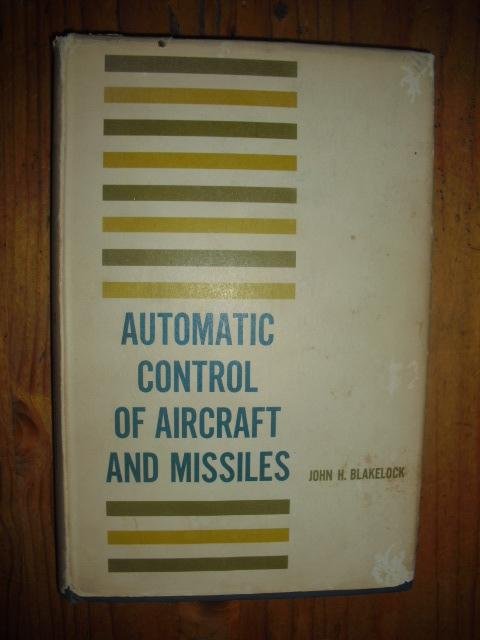 AUTOMATIC
CONTROL
OF AIRCRAFT
AND MISSILES
JOHN H. BLAKELOCK